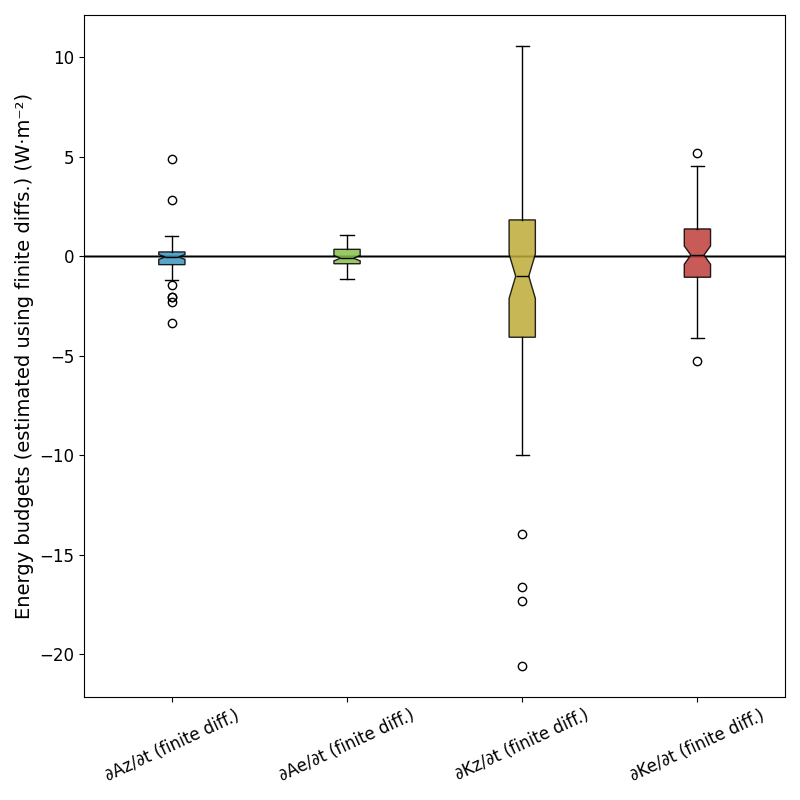 Energy budgets (estimated using finite diffs.) (W·m⁻²)
10
5
0
−5
−10
−15
−20
∂Az/∂t (finite diff.)
∂Ae/∂t (finite diff.)
∂Kz/∂t (finite diff.)
∂Ke/∂t (finite diff.)